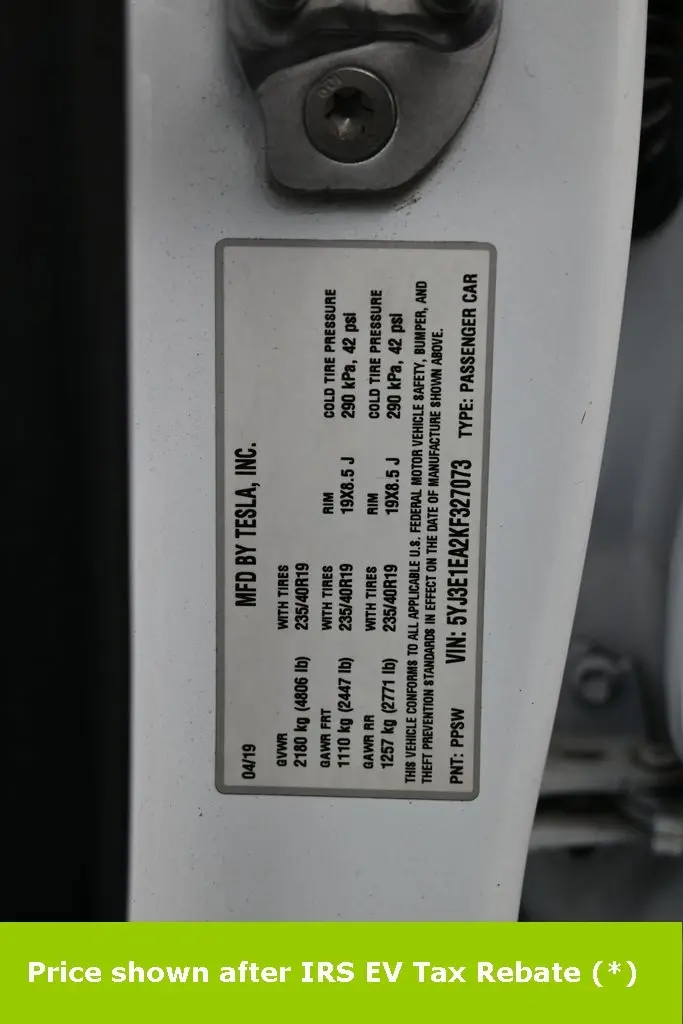 04/19 MFD BY TESLA, INC.
GVWR WITH TIRES
2180 kg (4806 lb) 235/40R19
GAWR FRT WITH TIRES RIM COLD TIRE PRESSURE
1110 kg (2447 lb) 235/40R19 19X8.5 J 290 kPa, 42 psi
GAWR RR WITH TIRES RIM COLD TIRE PRESSURE
1257 kg (2771 lb) 235/40R19 19X8.5 J 290 kPa, 42 psi
THIS VEHICLE CONFORMS TO ALL APPLICABLE U.S. FEDERAL MOTOR VEHICLE SAFETY, BUMPER, AND
THEFT PREVENTION STANDARDS IN EFFECT ON THE DATE OF MANUFACTURE SHOWN ABOVE.
PNT: PPSW VIN: 5YJ3E1EA2KF327073 TYPE: PASSENGER CAR
Price shown after IRS EV Tax Rebate (*)